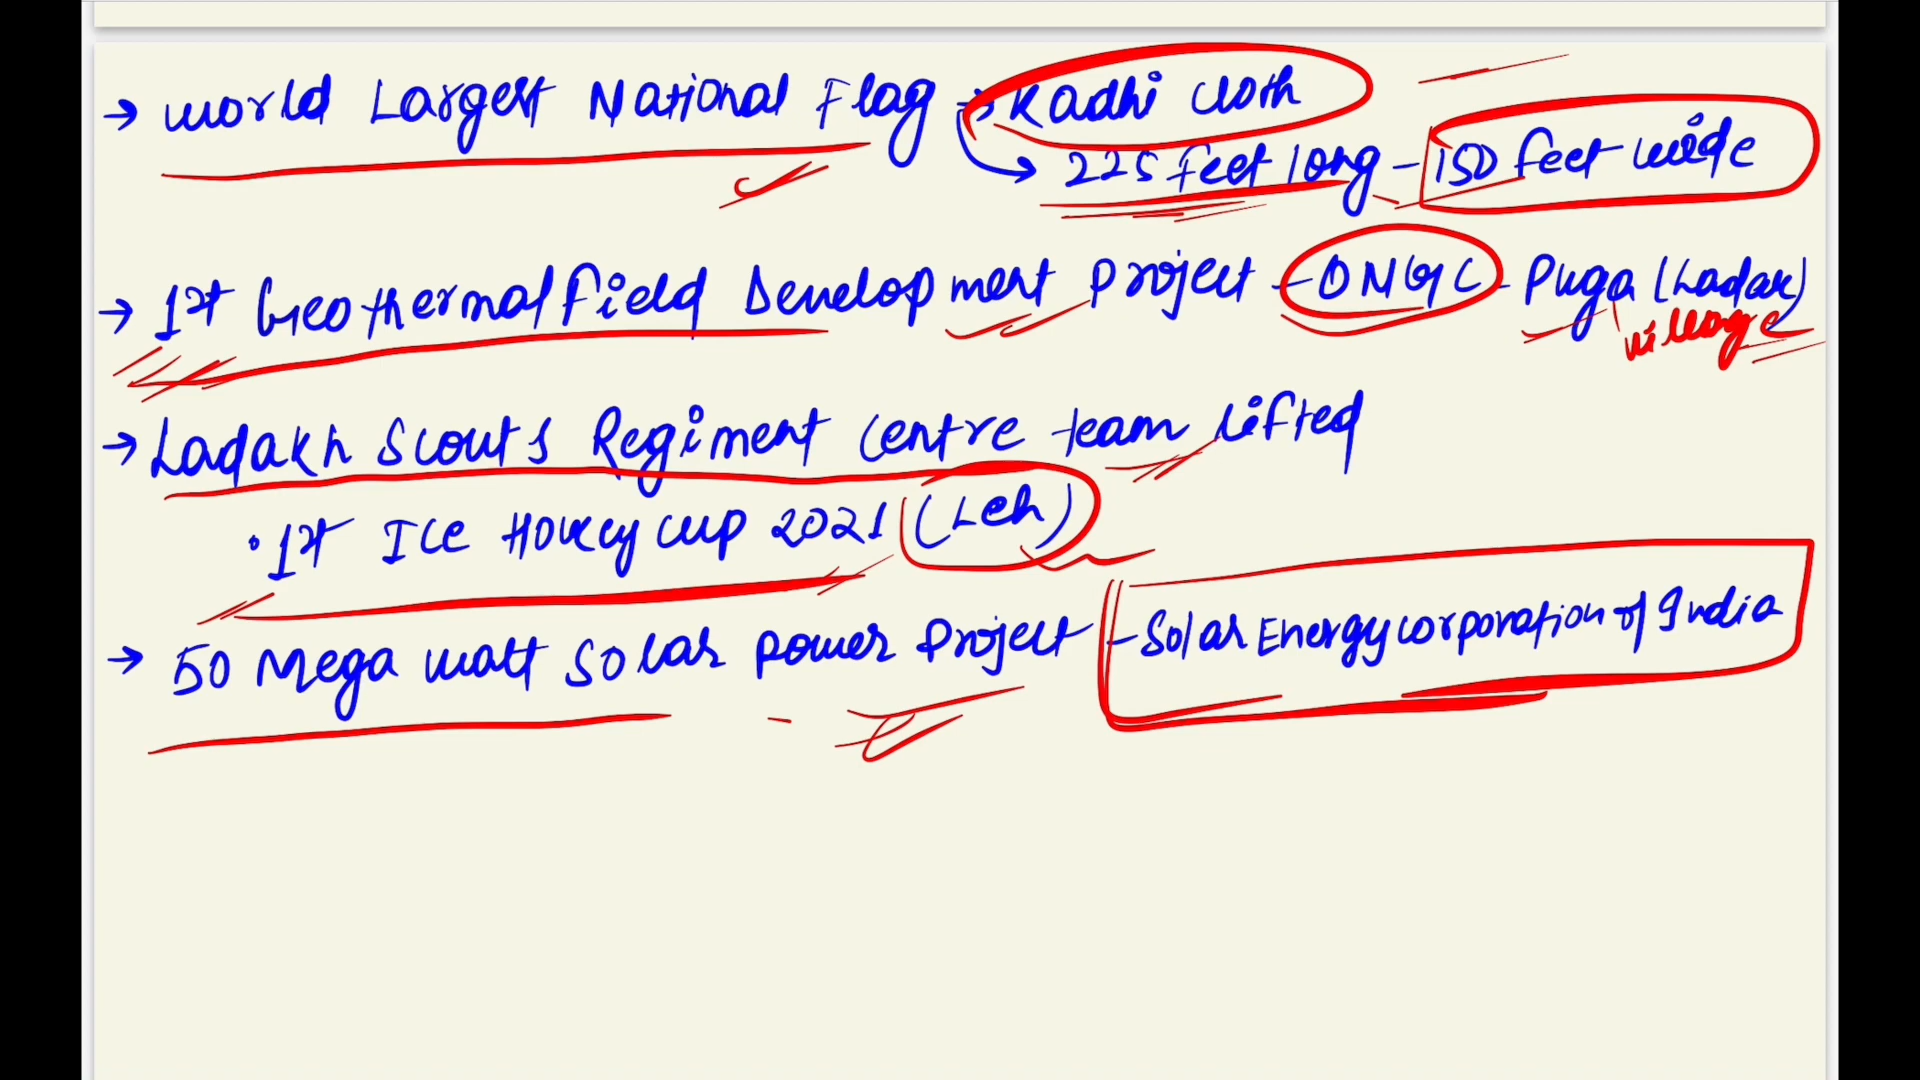 → World Largest National Flag → Kadhi Cloth
→ 225 feet long - 150 feet wide
→ 1st Geothermal Field Development Project - ONGC - Puga (Ladak)
village
→ Ladakh Scouts Regiment Centre team lifted
• 1st Ice Hockey Cup 2021 (Leh)
→ 50 Mega Watt Solar Power Project - Solar Energy Corporation of India